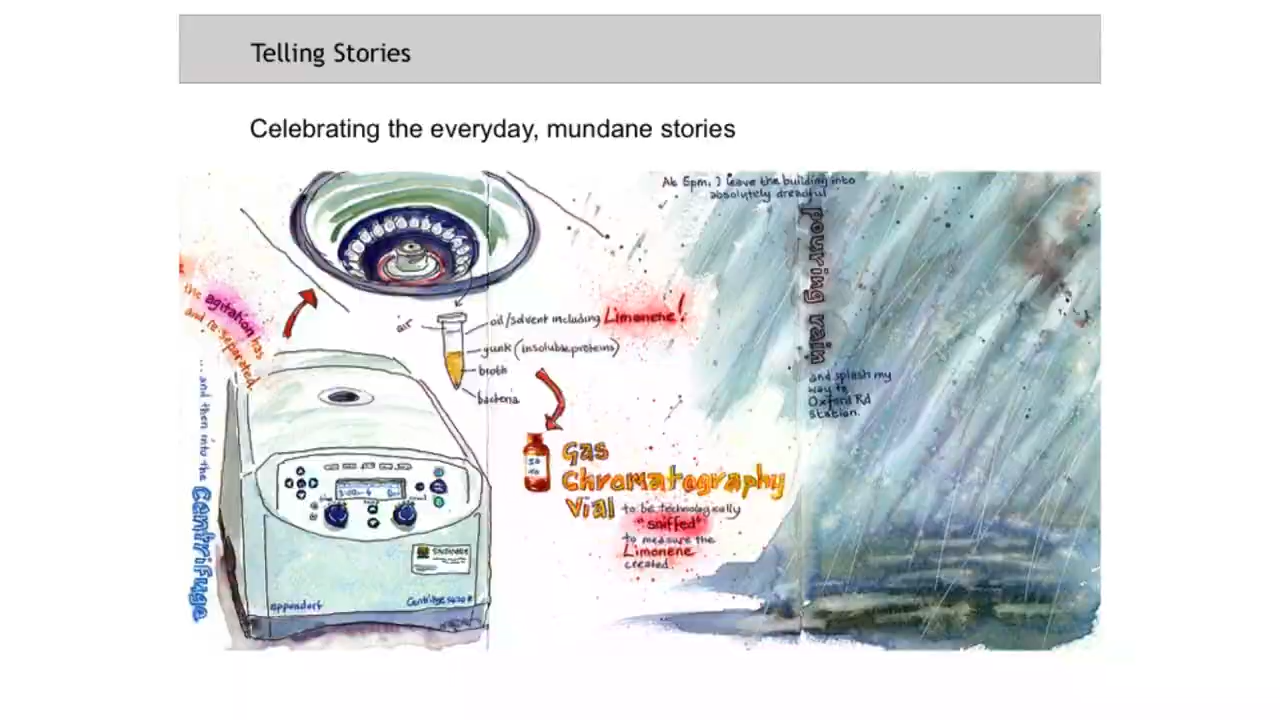 Telling Stories
Celebrating the everyday, mundane stories
At 5pm, I leave the building into
absolutely dreadful
pouring rain
and splash my
way to
Oxford Rd
Station.
the agitation has
and re-separated
... and then into the Centrifuge
air
oil/solvent including Limonene!
gunk (insoluble proteins)
broth
bacteria
Gas
Chromatography
Vial to be technologically
"sniffed"
to measure the
Limonene
created.
eppendorf